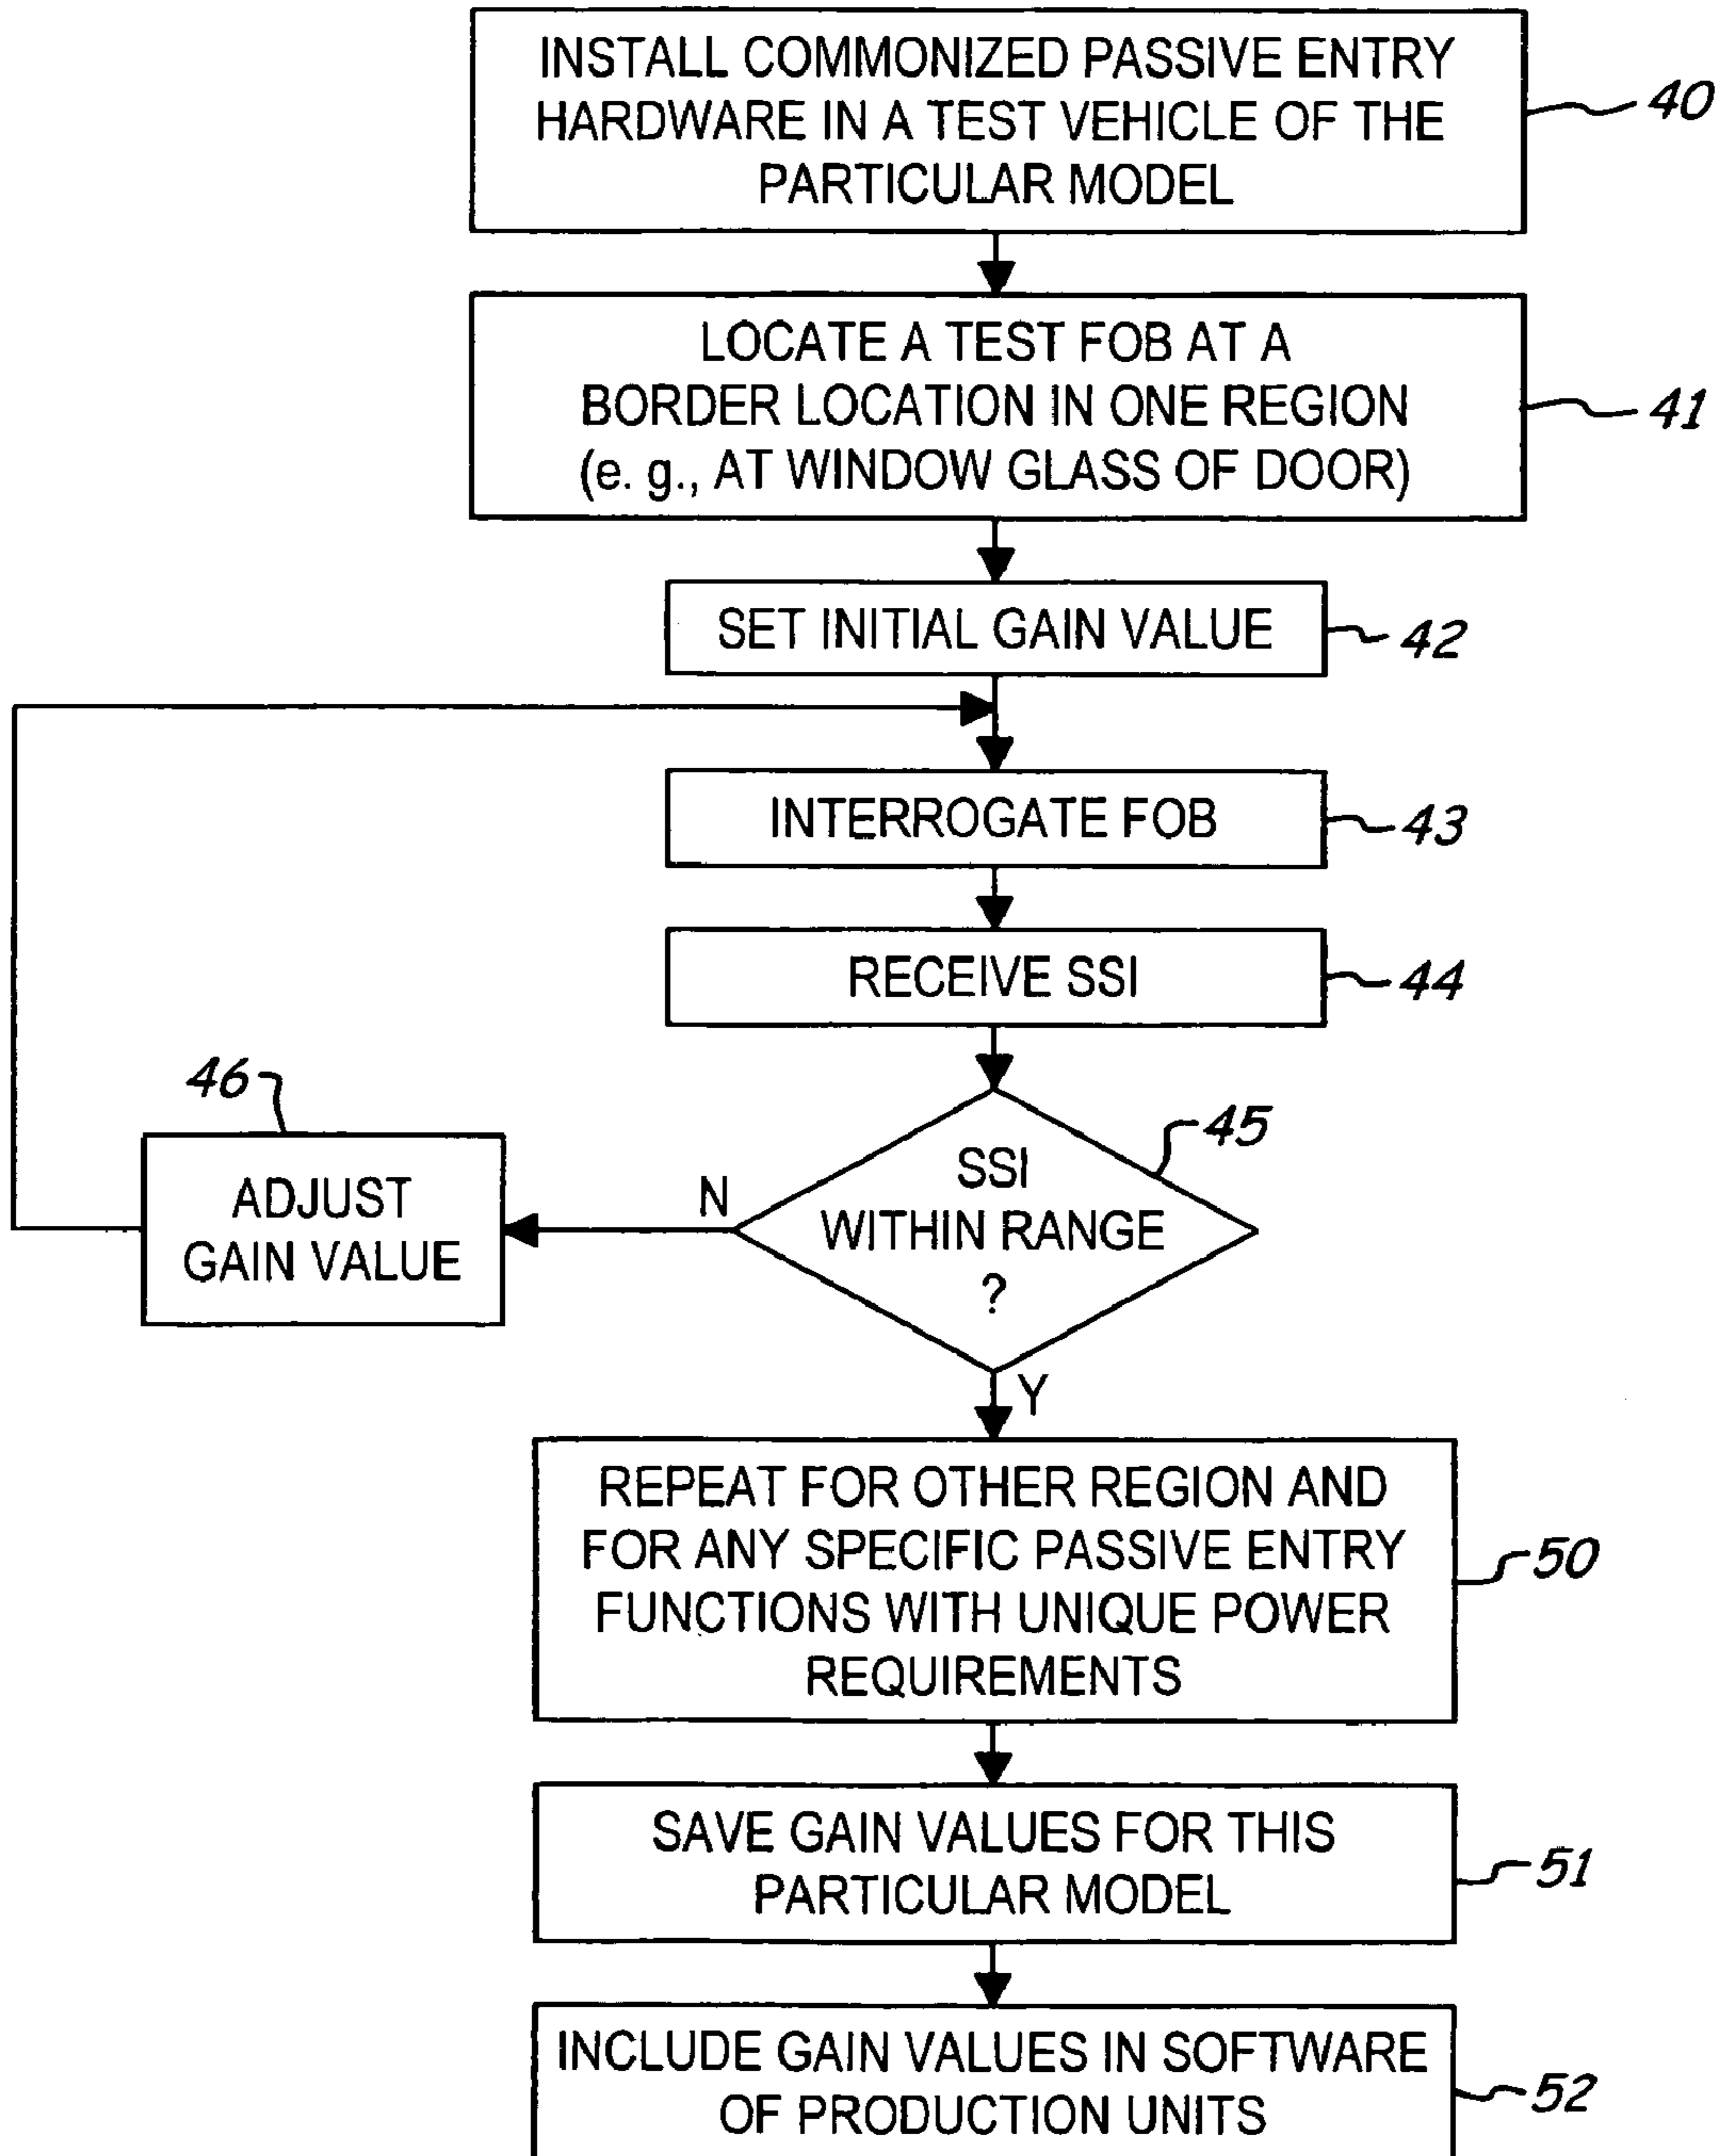 INSTALL COMMONIZED PASSIVE ENTRY
HARDWARE IN A TEST VEHICLE OF THE
PARTICULAR MODEL
40
LOCATE A TEST FOB AT A
BORDER LOCATION IN ONE REGION
(e. g., AT WINDOW GLASS OF DOOR)
41
SET INITIAL GAIN VALUE
42
INTERROGATE FOB
43
RECEIVE SSI
44
SSI
WITHIN RANGE
?
45
N
46
ADJUST
GAIN VALUE
Y
REPEAT FOR OTHER REGION AND
FOR ANY SPECIFIC PASSIVE ENTRY
FUNCTIONS WITH UNIQUE POWER
REQUIREMENTS
50
SAVE GAIN VALUES FOR THIS
PARTICULAR MODEL
51
INCLUDE GAIN VALUES IN SOFTWARE
OF PRODUCTION UNITS
52